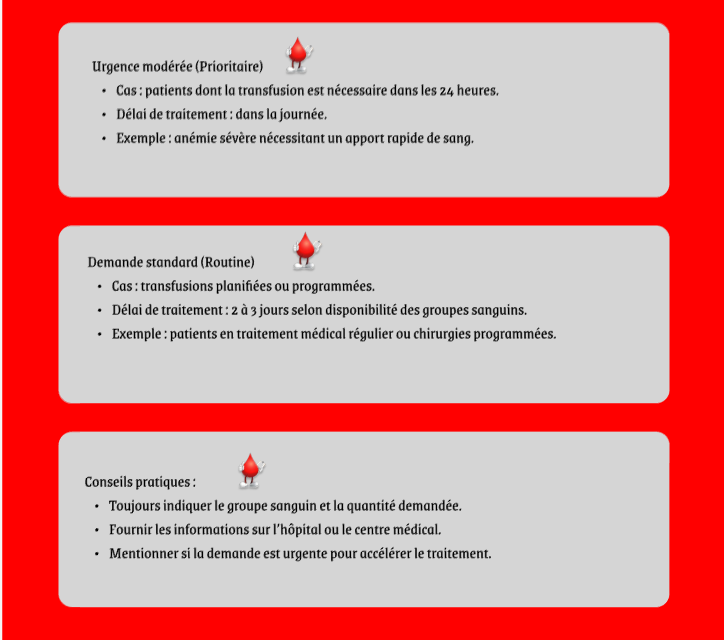 Urgence modérée (Prioritaire)
• Cas : patients dont la transfusion est nécessaire dans les 24 heures.
• Délai de traitement : dans la journée.
• Exemple : anémie sévère nécessitant un apport rapide de sang.
Demande standard (Routine)
• Cas : transfusions planifiées ou programmées.
• Délai de traitement : 2 à 3 jours selon disponibilité des groupes sanguins.
• Exemple : patients en traitement médical régulier ou chirurgies programmées.
Conseils pratiques :
• Toujours indiquer le groupe sanguin et la quantité demandée.
• Fournir les informations sur l'hôpital ou le centre médical.
• Mentionner si la demande est urgente pour accélérer le traitement.